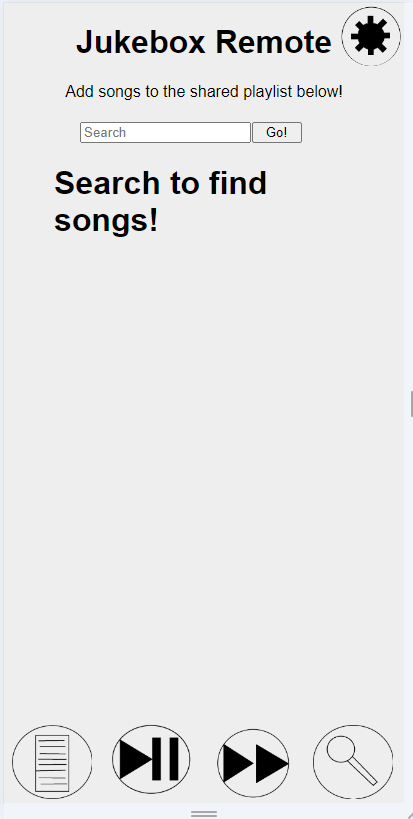 Jukebox Remote
Add songs to the shared playlist below!
Search Go!
Search to find
songs!